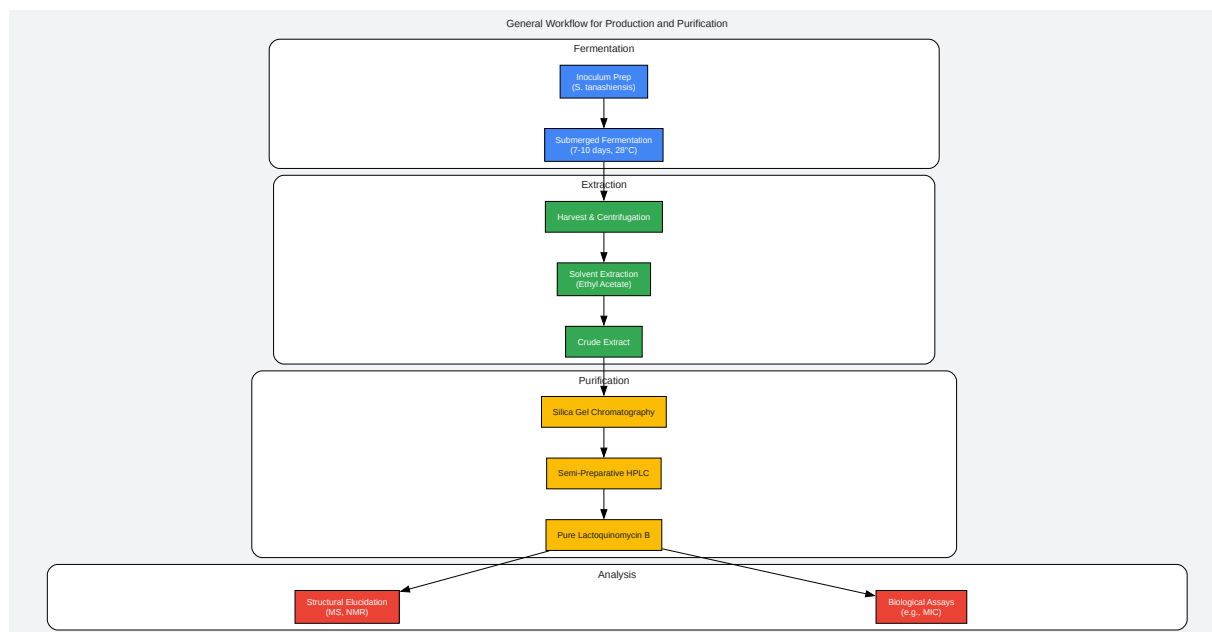 General Workflow for Production and Purification
Fermentation
Inoculum Prep
(S. tanashiensis)
Submerged Fermentation
(7-10 days, 28°C)
Extraction
Harvest & Centrifugation
Solvent Extraction
(Ethyl Acetate)
Crude Extract
Purification
Silica Gel Chromatography
Semi-Preparative HPLC
Pure Lactoquinomycin B
Analysis
Structural Elucidation
(MS, NMR)
Biological Assays
(e.g., MIC)